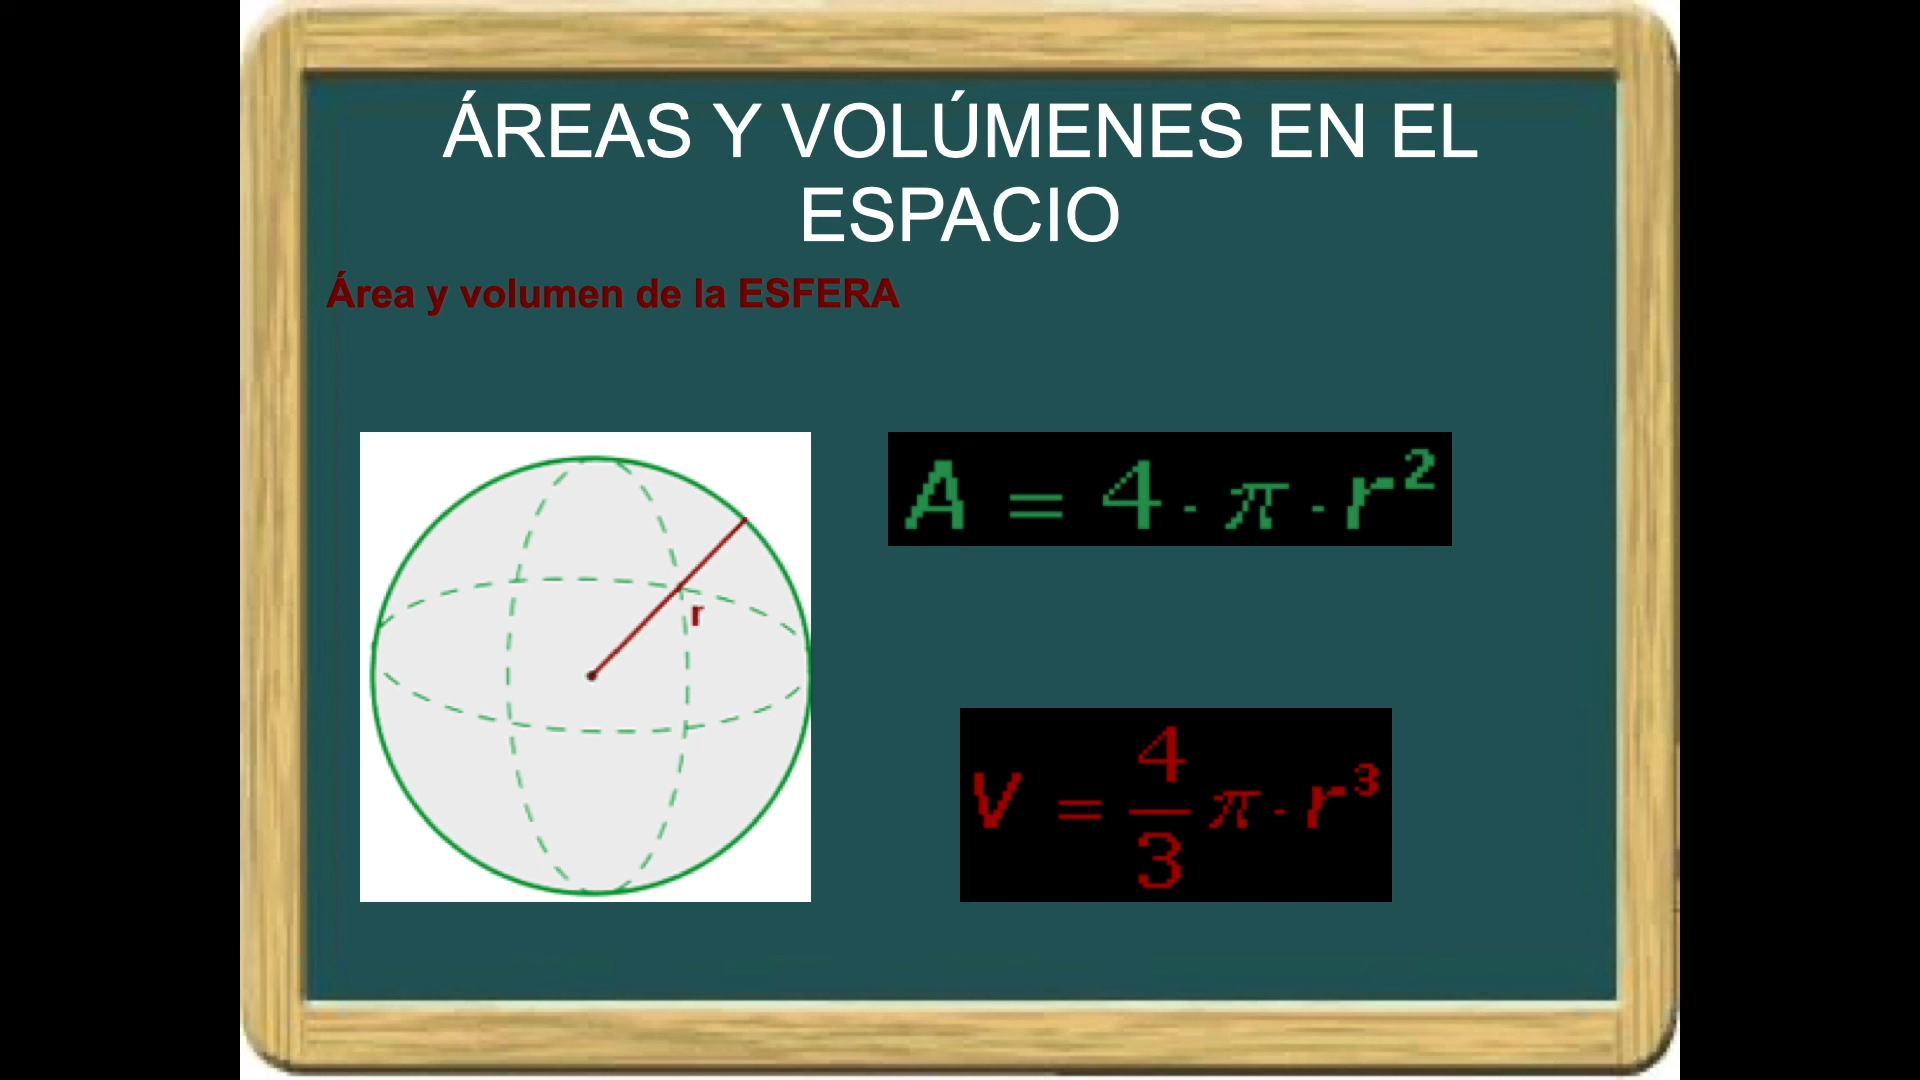 ÁREAS Y VOLÚMENES EN EL
ESPACIO
Área y volumen de la ESFERA
r
A = 4 · π · r²
V = 4/3 π · r³